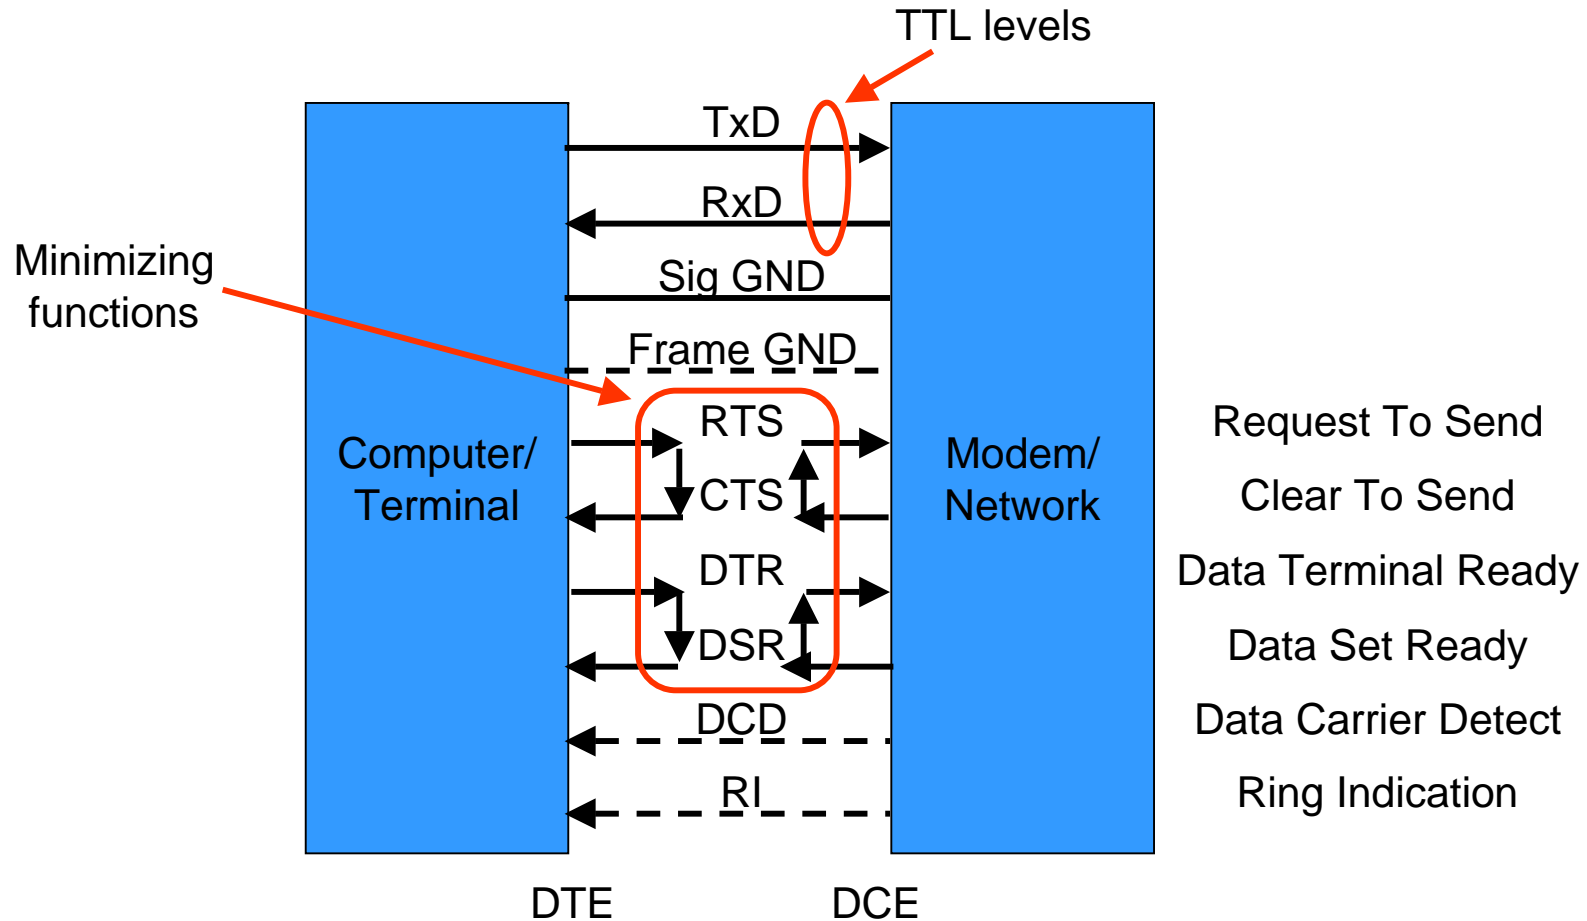 TTL levels
TxD
RxD
Minimizing
functions
Sig GND
Frame GND
Computer/
Terminal
RTS
CTS
DTR
DSR
DCD
RI
Modem/
Network
Request To Send
Clear To Send
Data Terminal Ready
Data Set Ready
Data Carrier Detect
Ring Indication
DTE
DCE